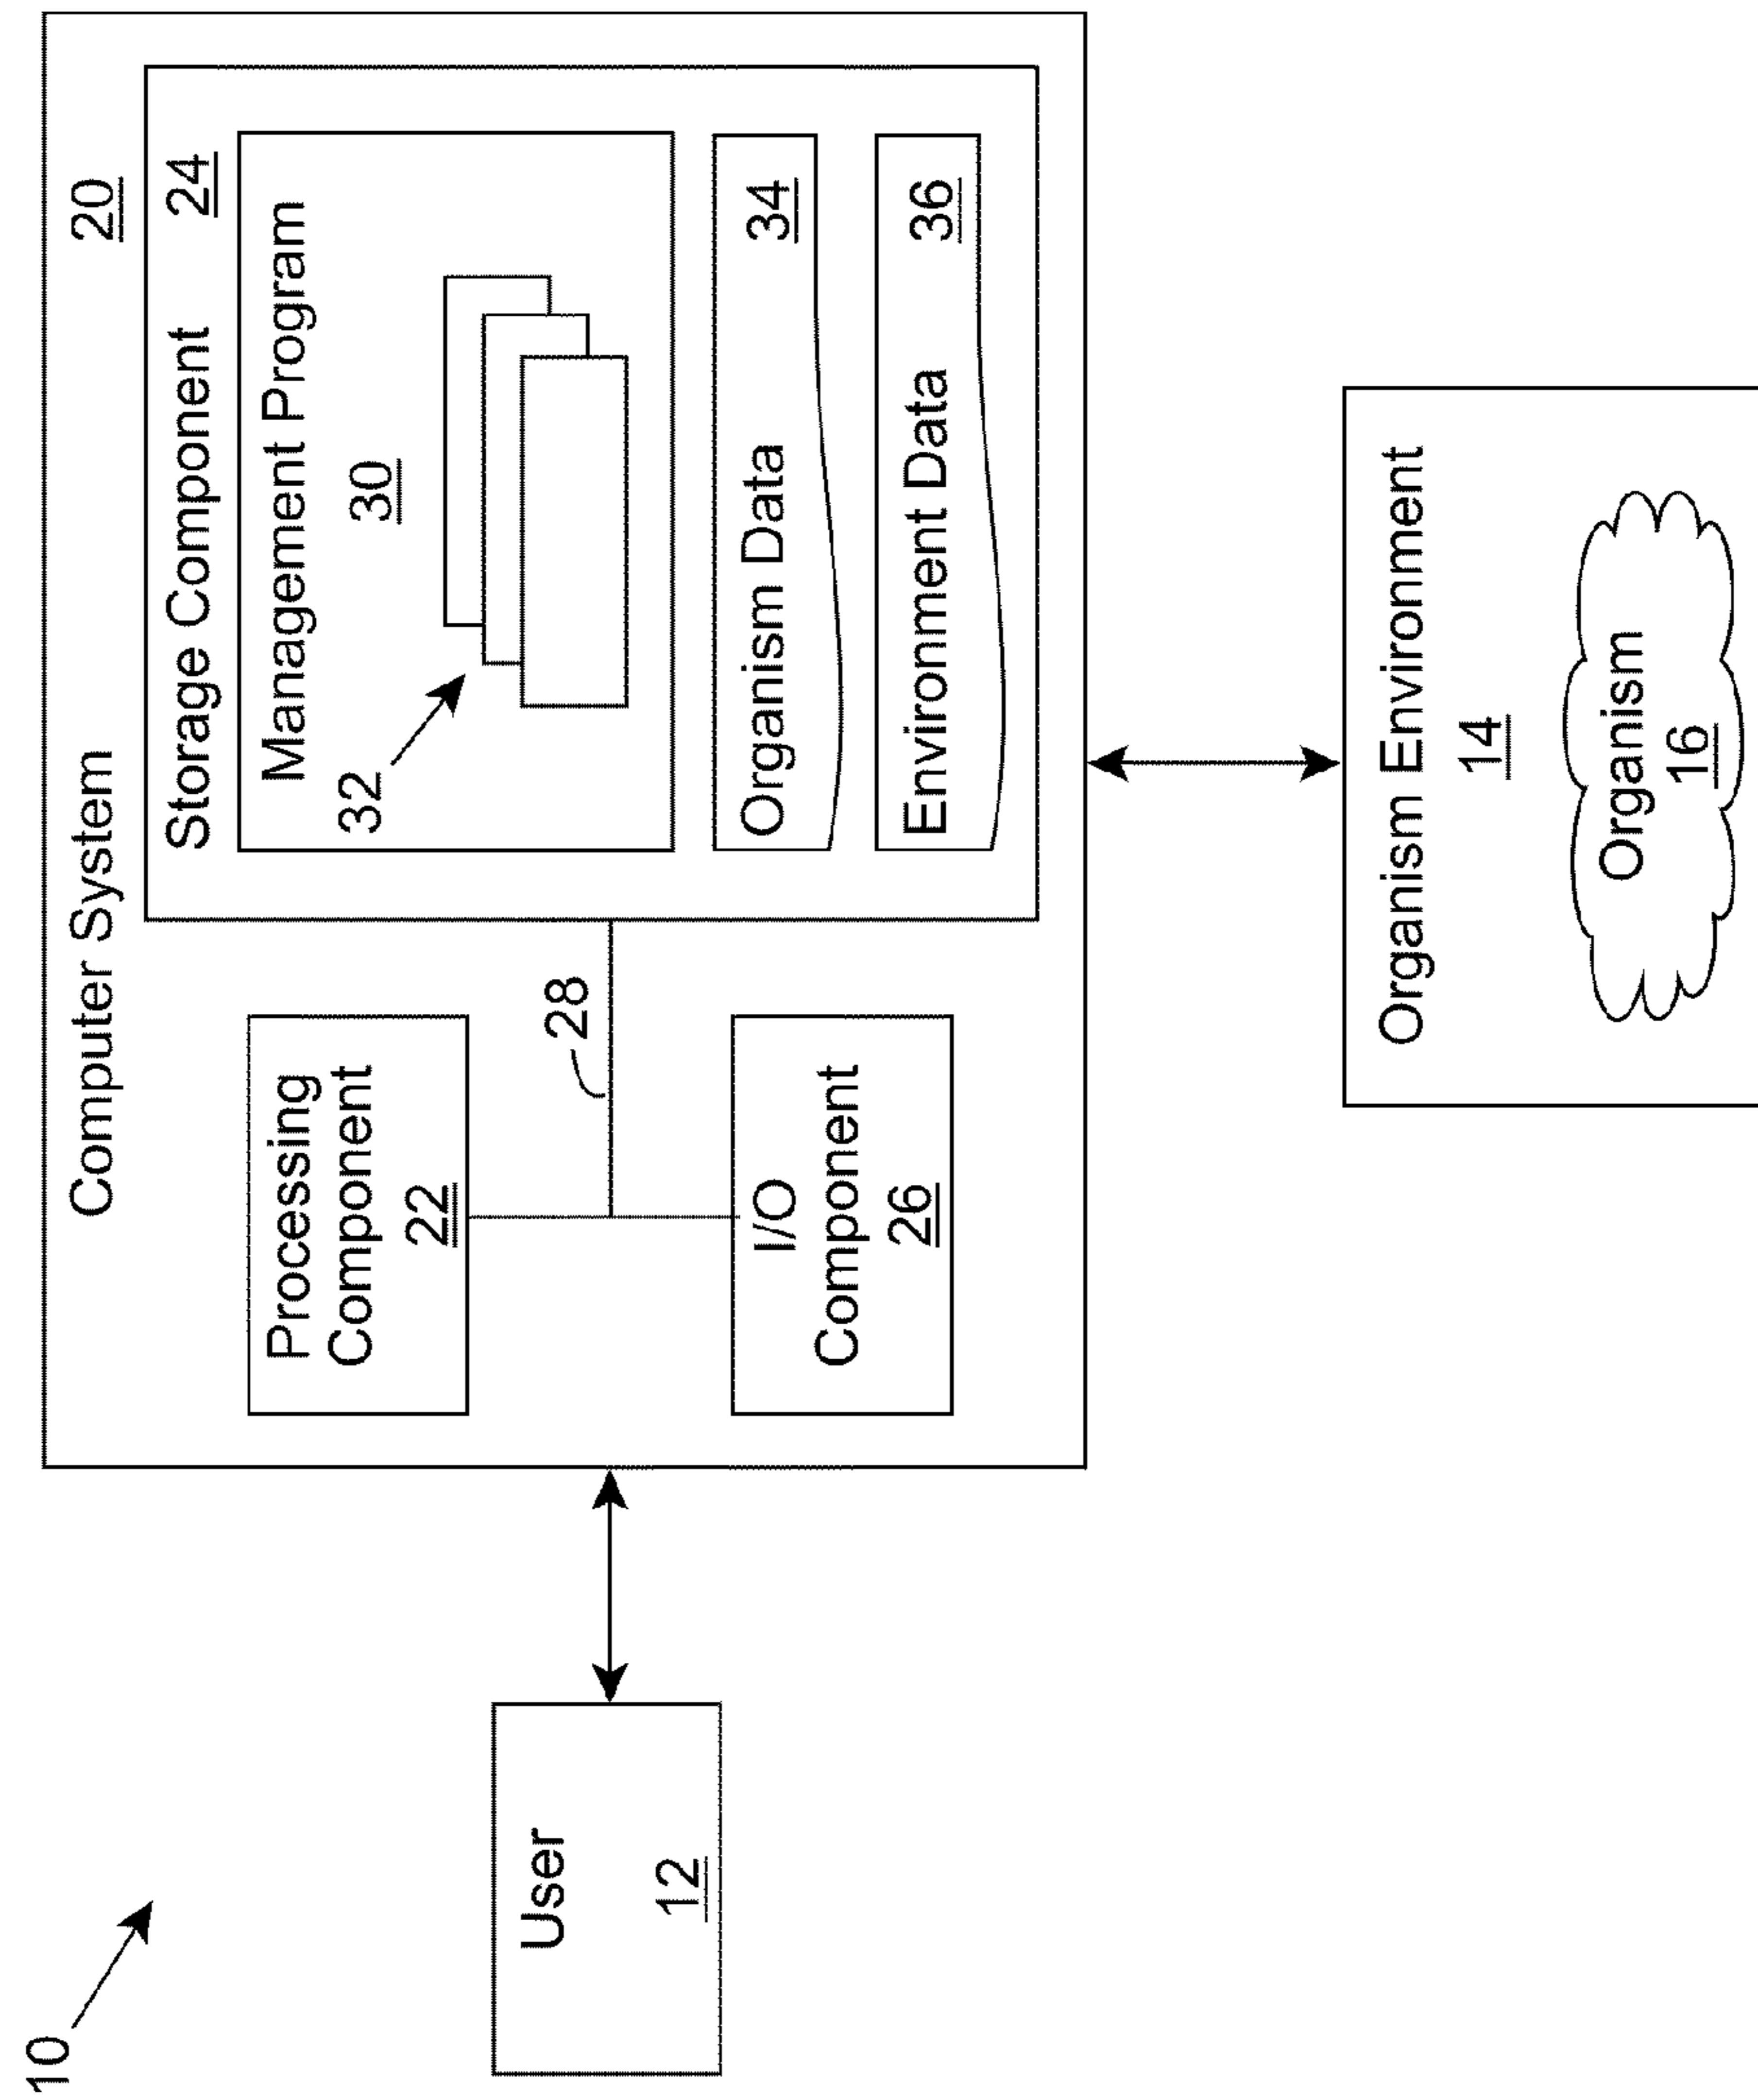 10
Computer System
20
Storage Component
24
Processing
Component
22
Management Program
30
32
28
User
12
I/O
Component
26
Organism Data
34
Environment Data
36
Organism Environment
14
Organism
16